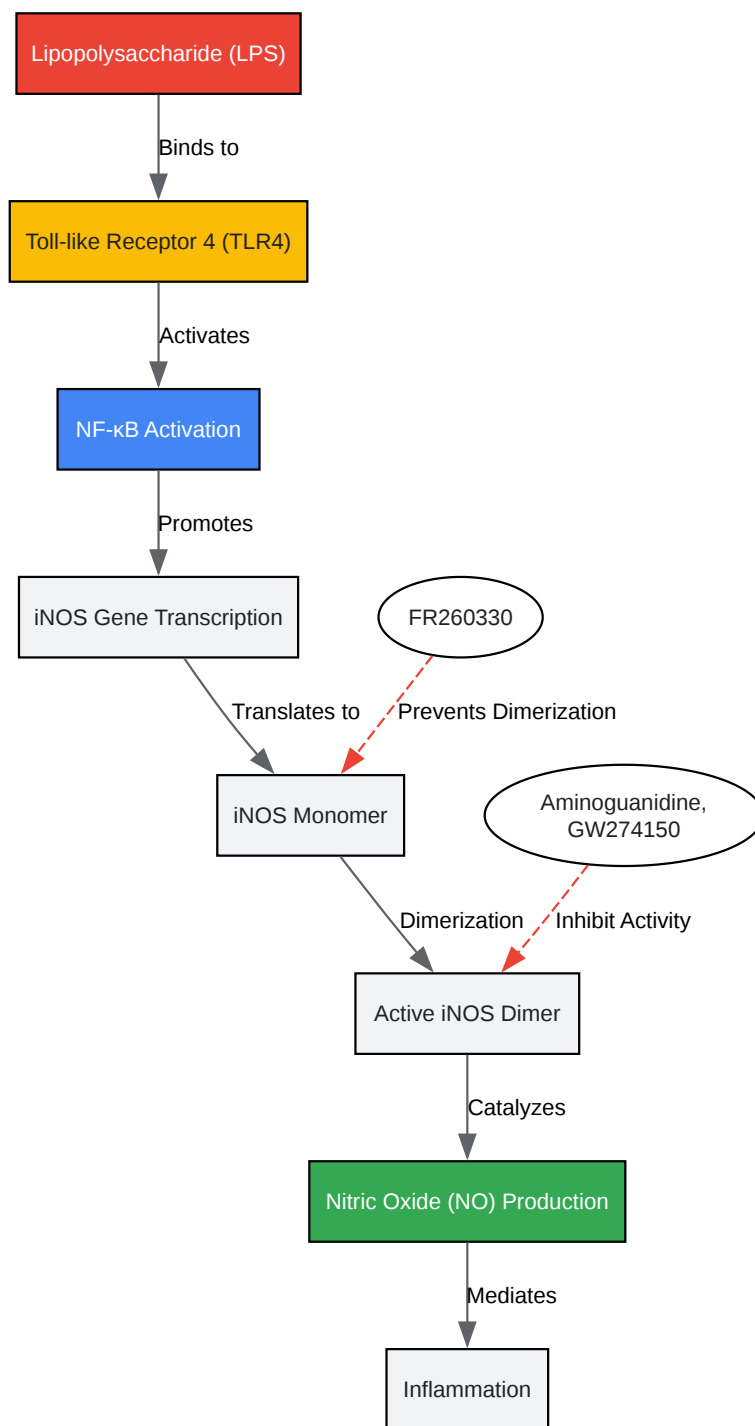 Lipopolysaccharide (LPS)
Binds to
Toll-like Receptor 4 (TLR4)
Activates
NF-κB Activation
Promotes
iNOS Gene Transcription
FR260330
Translates to
Prevents Dimerization
iNOS Monomer
Aminoguanidine,
GW274150
Dimerization
Inhibit Activity
Active iNOS Dimer
Catalyzes
Nitric Oxide (NO) Production
Mediates
Inflammation